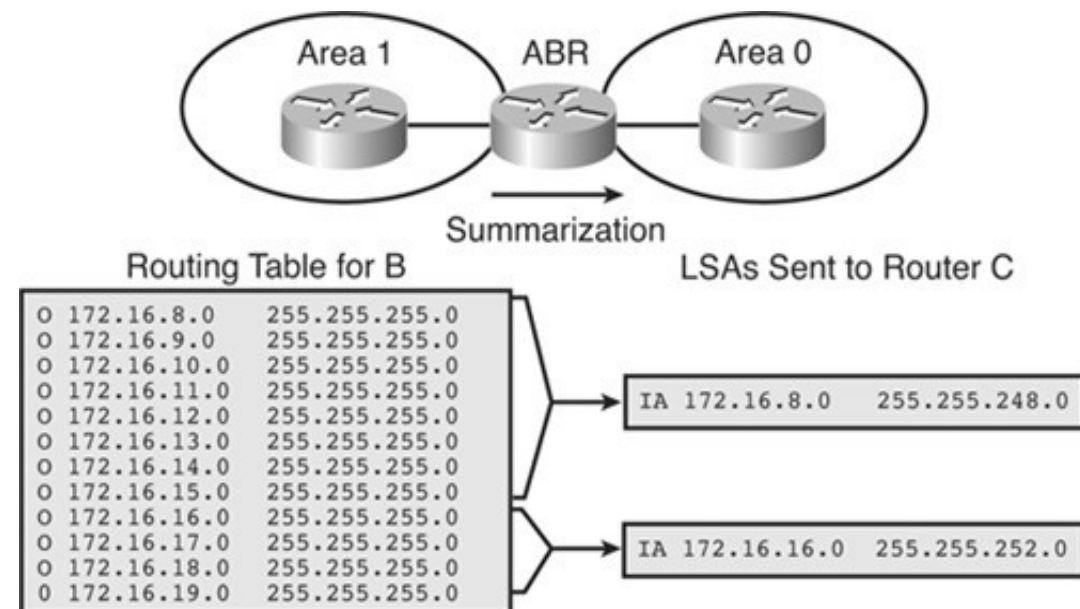 Area 1 ABR Area 0
Summarization
Routing Table for B
LSAs Sent to Router C
O 172.16.8.0 255.255.255.0
O 172.16.9.0 255.255.255.0
O 172.16.10.0 255.255.255.0
O 172.16.11.0 255.255.255.0
O 172.16.12.0 255.255.255.0
O 172.16.13.0 255.255.255.0
O 172.16.14.0 255.255.255.0
O 172.16.15.0 255.255.255.0
O 172.16.16.0 255.255.255.0
O 172.16.17.0 255.255.255.0
O 172.16.18.0 255.255.255.0
0 172.16.19.0 255.255.255.0
IA 172.16.8.0 255.255.248.0
IA 172.16.16.0 255.255.252.0